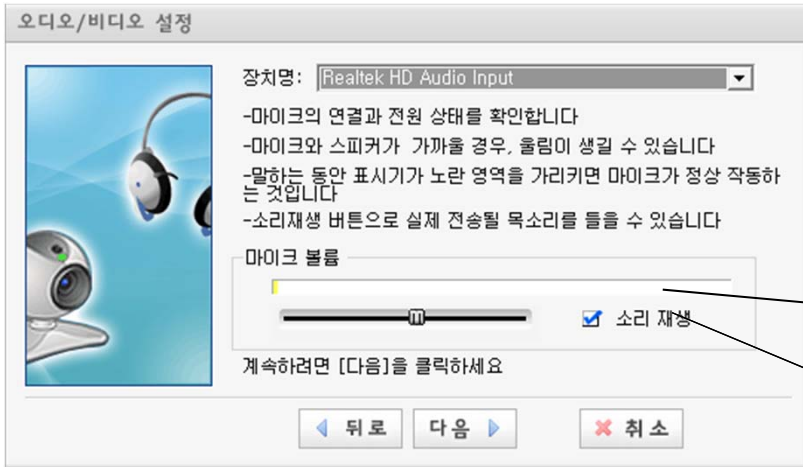 오디오/비디오 설정
장치명: Realtek HD Audio Input
-마이크의 연결과 전원 상태를 확인합니다
-마이크와 스피커가 가까울 경우, 울림이 생길 수 있습니다
-말하는 동안 표시기가 노란 영역을 가리키면 마이크가 정상 작동하
는 것입니다
-소리재생 버튼으로 실제 전송될 목소리를 들을 수 있습니다
마이크 볼륨
소리 재생
계속하려면 [다음]을 클릭하세요
뒤로 다음 취소